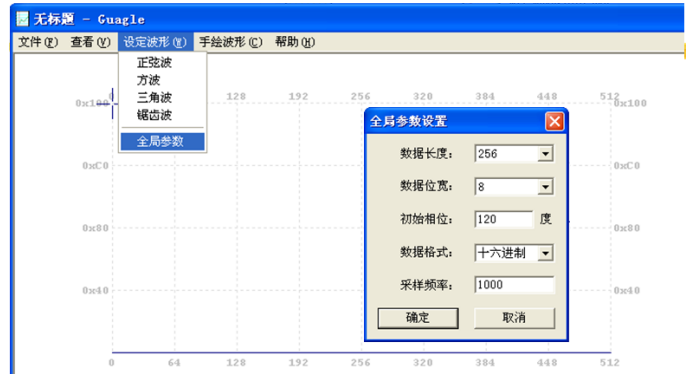 无标题 - Guagle
文件(F) 查看(V) 设定波形(W) 手绘波形(C) 帮助(H)
正弦波
方波
三角波
锯齿波
全局参数
128 192 256 320 384 448 512
0x100 0x100
0xC0 0xC0
0x80 0x80
0x40 0x40
0 64 128 192 256 320 384 448 512
全局参数设置
数据长度: 256
数据位宽: 8
初始相位: 120 度
数据格式: 十六进制
采样频率: 1000
确定 取消